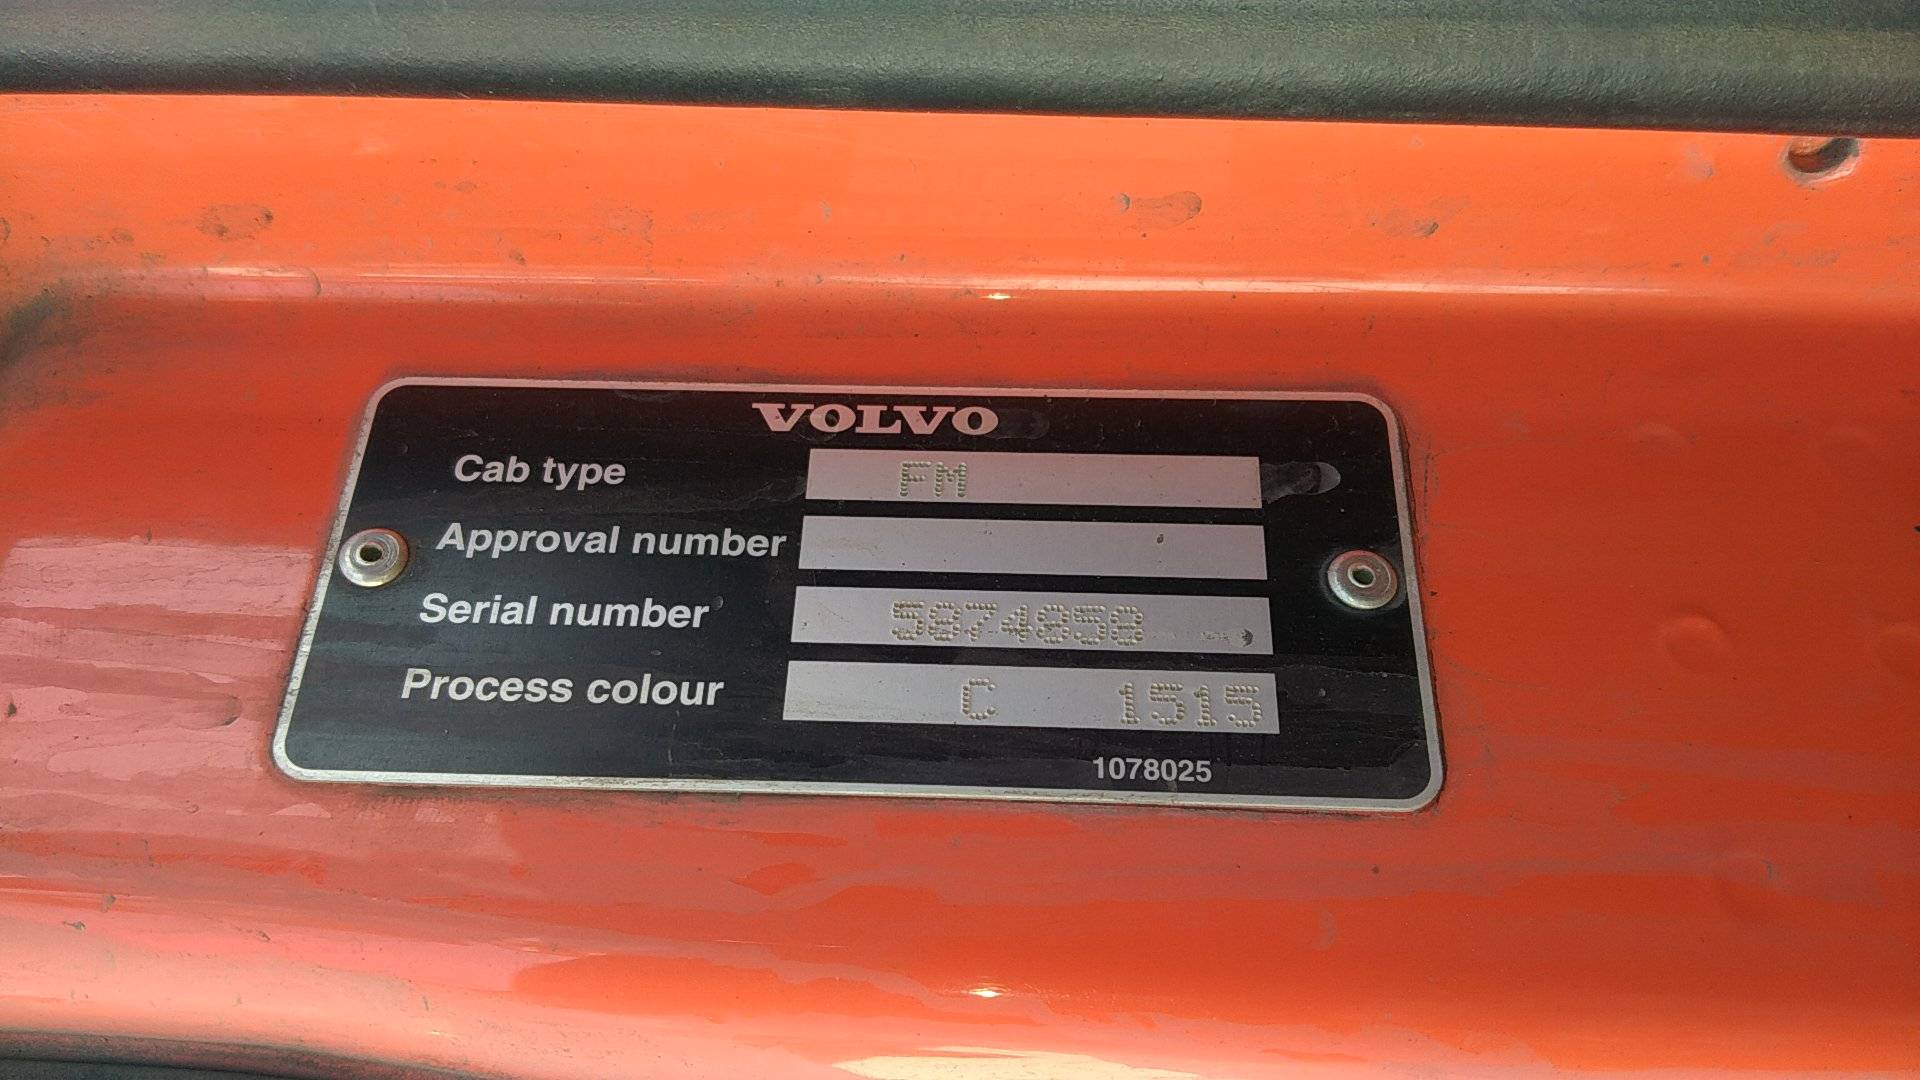 VOLVO
Cab type FM
Approval number
Serial number 5874858
Process colour C 1515
1078025